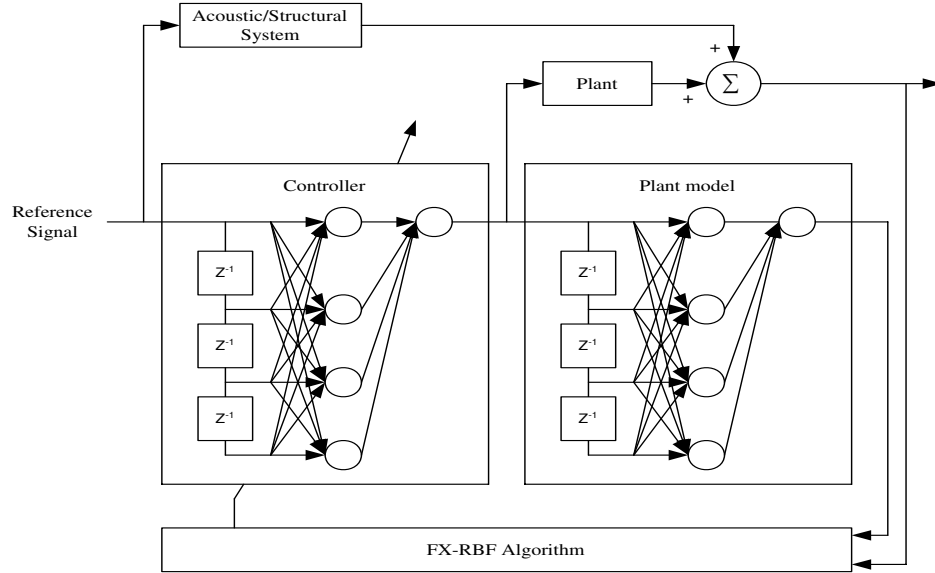 Acoustic/Structural
System
+
Plant
+
Σ
Controller
Plant model
Reference
Signal
Z⁻¹
Z⁻¹
Z⁻¹
Z⁻¹
Z⁻¹
Z⁻¹
FX-RBF Algorithm